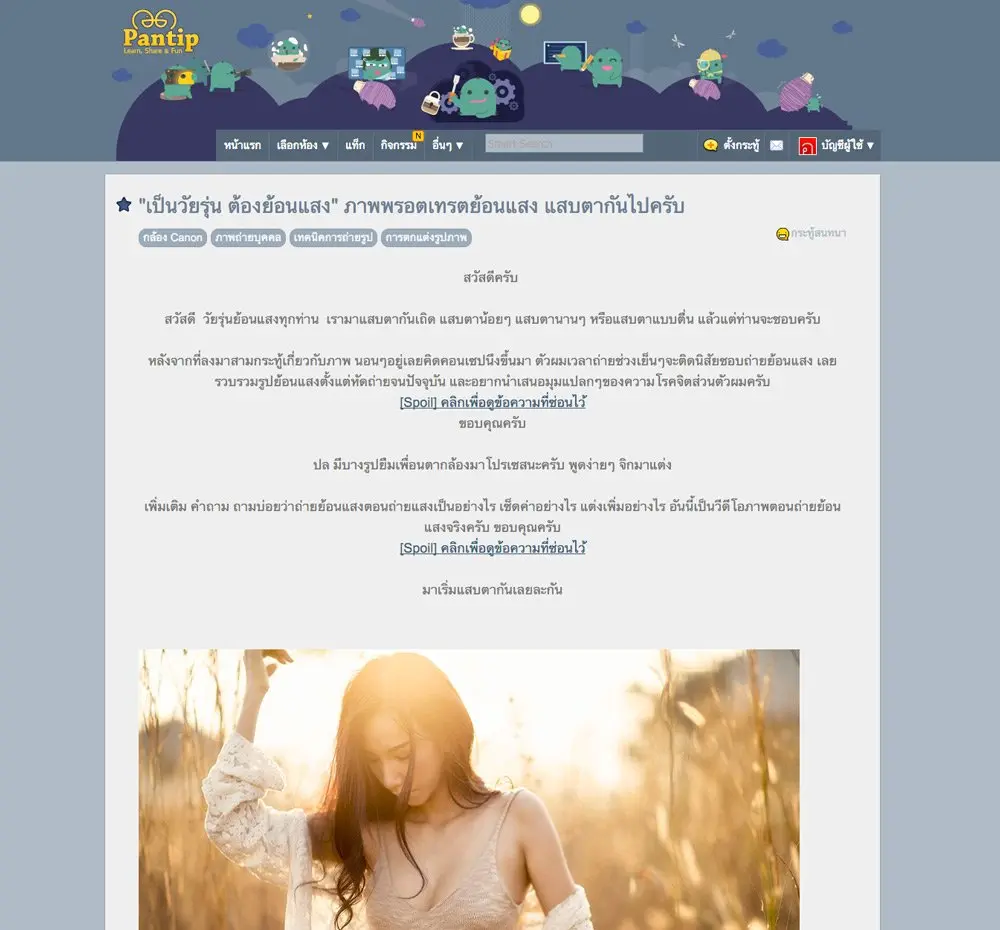 Pantip
Learn, Share & Fun
หน้าแรก เลือกห้อง ▼ แท็ก กิจกรรม N อื่นๆ ▼ Smart Search ตั้งกระทู้ บัญชีผู้ใช้ ▼
"เป็นวัยรุ่น ต้องย้อนแสง" ภาพพรอตเทรตย้อนแสง แสบตากันไปครับ
กล้อง Canon ภาพถ่ายบุคคล เทคนิคการถ่ายรูป การตกแต่งรูปภาพ กระทู้สนทนา
สวัสดีครับ
สวัสดี วัยรุ่นย้อนแสงทุกท่าน เรามาแสบตากันเถิด แสบตาน้อยๆ แสบตานานๆ หรือแสบตาแบบตื่น แล้วแต่ท่านจะชอบครับ
หลังจากที่ลงมาสามกระทู้เกี่ยวกับภาพ นอนๆอยู่เลยคิดคอนเซปนึงขึ้นมา ตัวผมเวลาถ่ายช่วงเย็นๆจะติดนิสัยชอบถ่ายย้อนแสง เลย
รวบรวมรูปย้อนแสงตั้งแต่หัดถ่ายจนปัจจุบัน และอยากนำเสนอมุมแปลกๆของความโรคจิตส่วนตัวผมครับ
[Spoil] คลิกเพื่อดูข้อความที่ซ่อนไว้
ขอบคุณครับ
ปล มีบางรูปยืมเพื่อนตากล้องมาโปรเซสนะครับ พูดง่ายๆ จิกมาแต่ง
เพิ่มเติม คำถาม ถามบ่อยว่าถ่ายย้อนแสงตอนถ่ายแสงเป็นอย่างไร เซ็ตค่าอย่างไร แต่งเพิ่มอย่างไร อันนี้เป็นวีดีโอภาพตอนถ่ายย้อน
แสงจริงครับ ขอบคุณครับ
[Spoil] คลิกเพื่อดูข้อความที่ซ่อนไว้
มาเริ่มแสบตากันเลยละกัน